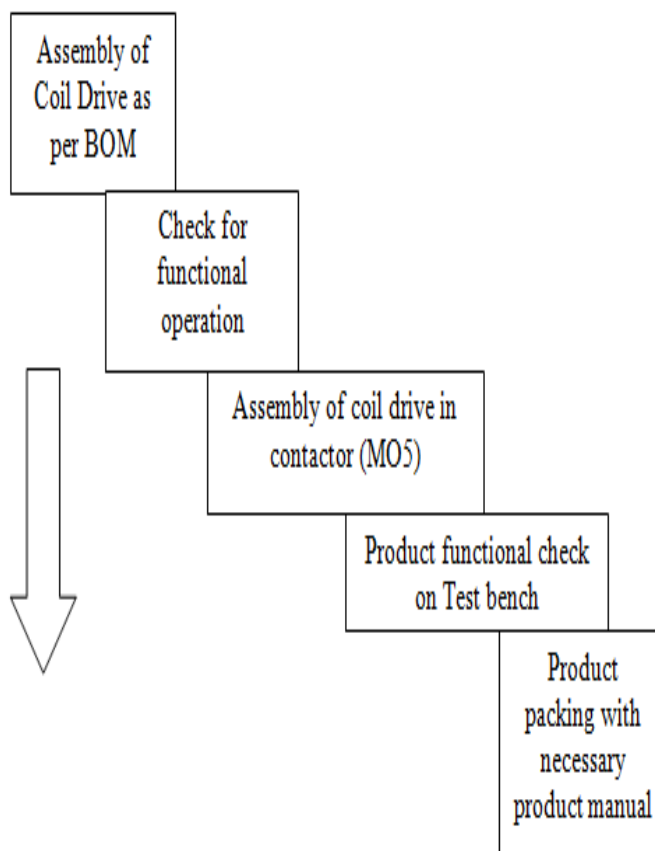 Assembly of
Coil Drive as
per BOM
Check for
functional
operation
Assembly of coil drive in
contactor (MO5)
Product functional check
on Test bench
Product
packing with
necessary
product manual